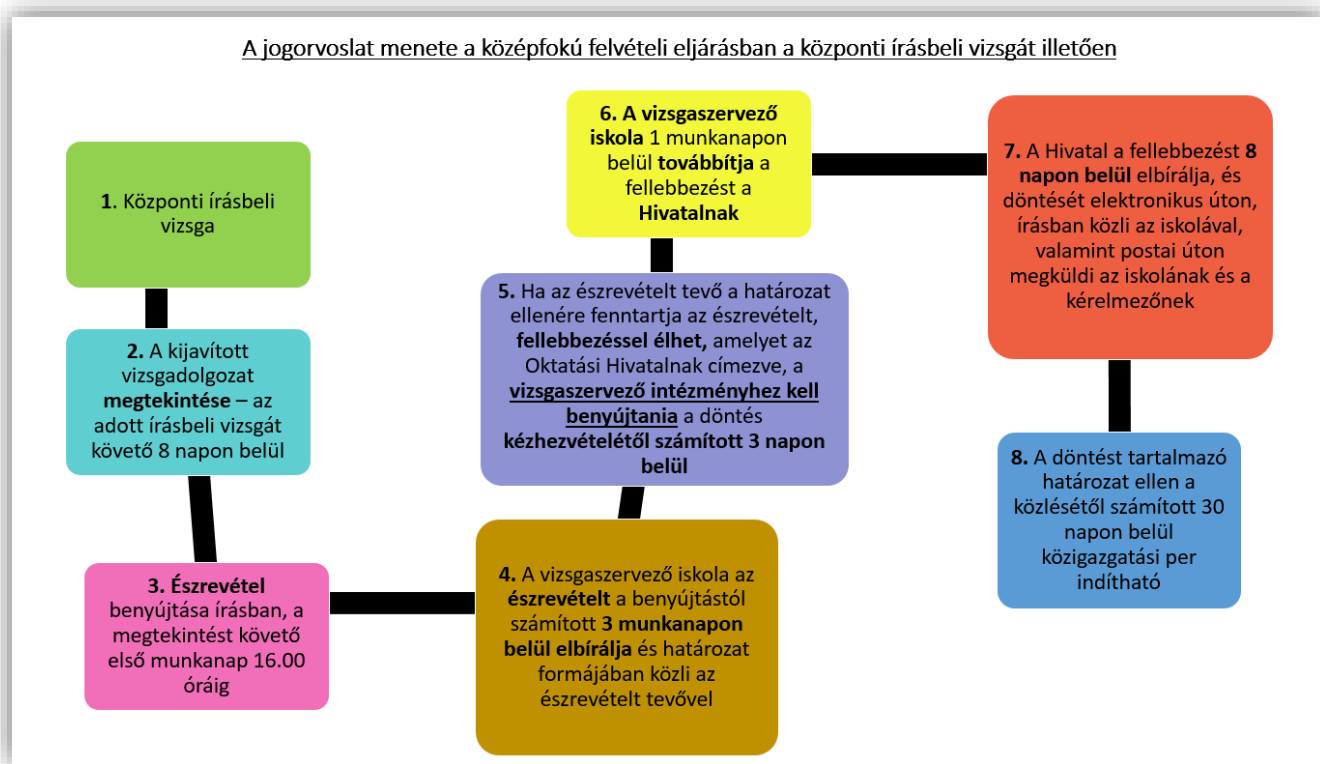 A jogorvoslat menete a középfokú felvételi eljárásban a központi írásbeli vizsgát illetően
1. Központi írásbeli
vizsga
2. A kijavított
vizsgadolgozat
megtekintése – az
adott írásbeli vizsgát
követő 8 napon belül
3. Észrevétel
benyújtása írásban, a
megtekintést követő
első munkanap 16.00
óráig
4. A vizsgaszervező iskola az
észrevételt a benyújtástól
számított 3 munkanapon
belül elbírálja és határozat
formájában közli az
észrevételt tevővel
5. Ha az észrevételt tevő a határozat
ellenére fenntartja az észrevételt,
fellebbezéssel élhet, amelyet az
Oktatási Hivatalnak címezve, a
vizsgaszervező intézményhez kell
benyújtania a döntés
kézhezvételétől számított 3 napon
belül
6. A vizsgaszervező
iskola 1 munkanapon
belül továbbítja a
fellebbezést a
Hivatalnak
7. A Hivatal a fellebbezést 8
napon belül elbírálja, és
döntését elektronikus úton,
írásban közli az iskolával,
valamint postai úton
megküldi az iskolának és a
kérelmezőnek
8. A döntést tartalmazó
határozat ellen a
közlésétől számított 30
napon belül
közigazgatási per
indítható